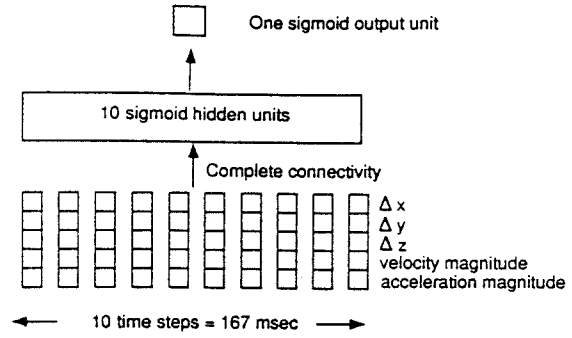 One sigmoid output unit
10 sigmoid hidden units
Complete connectivity
Δ x
Δ y
Δ z
velocity magnitude
acceleration magnitude
10 time steps = 167 msec